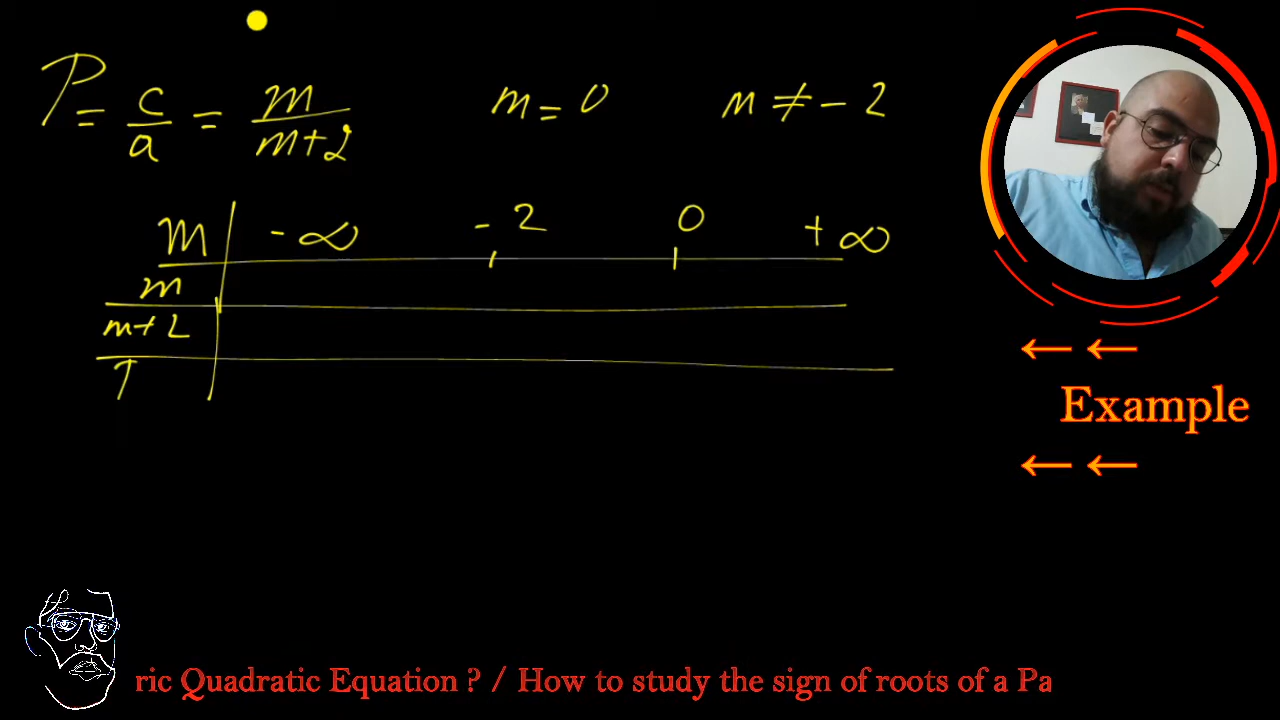 P = c/a = m/m+2 m = 0 m ≠ - 2
m - ∞ - 2 0 + ∞
m
m+2
P
← ←
Example
← ←
ric Quadratic Equation ? / How to study the sign of roots of a Pa